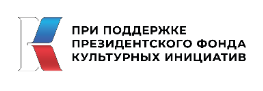 ПРИ ПОДДЕРЖКЕ
ПРЕЗИДЕНТСКОГО ФОНДА
КУЛЬТУРНЫХ ИНИЦИАТИВ